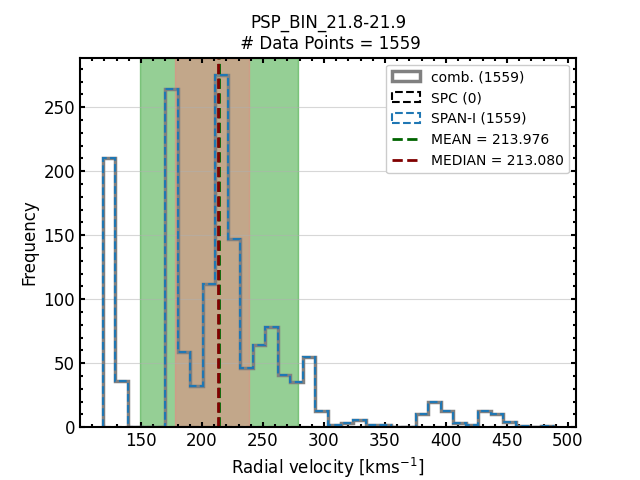 PSP_BIN_21.8-21.9
# Data Points = 1559
comb. (1559)
SPC (0)
SPAN-I (1559)
MEAN = 213.976
MEDIAN = 213.080
Frequency
250
200
150
100
50
0
150 200 250 300 350 400 450 500
Radial velocity [kms⁻¹]